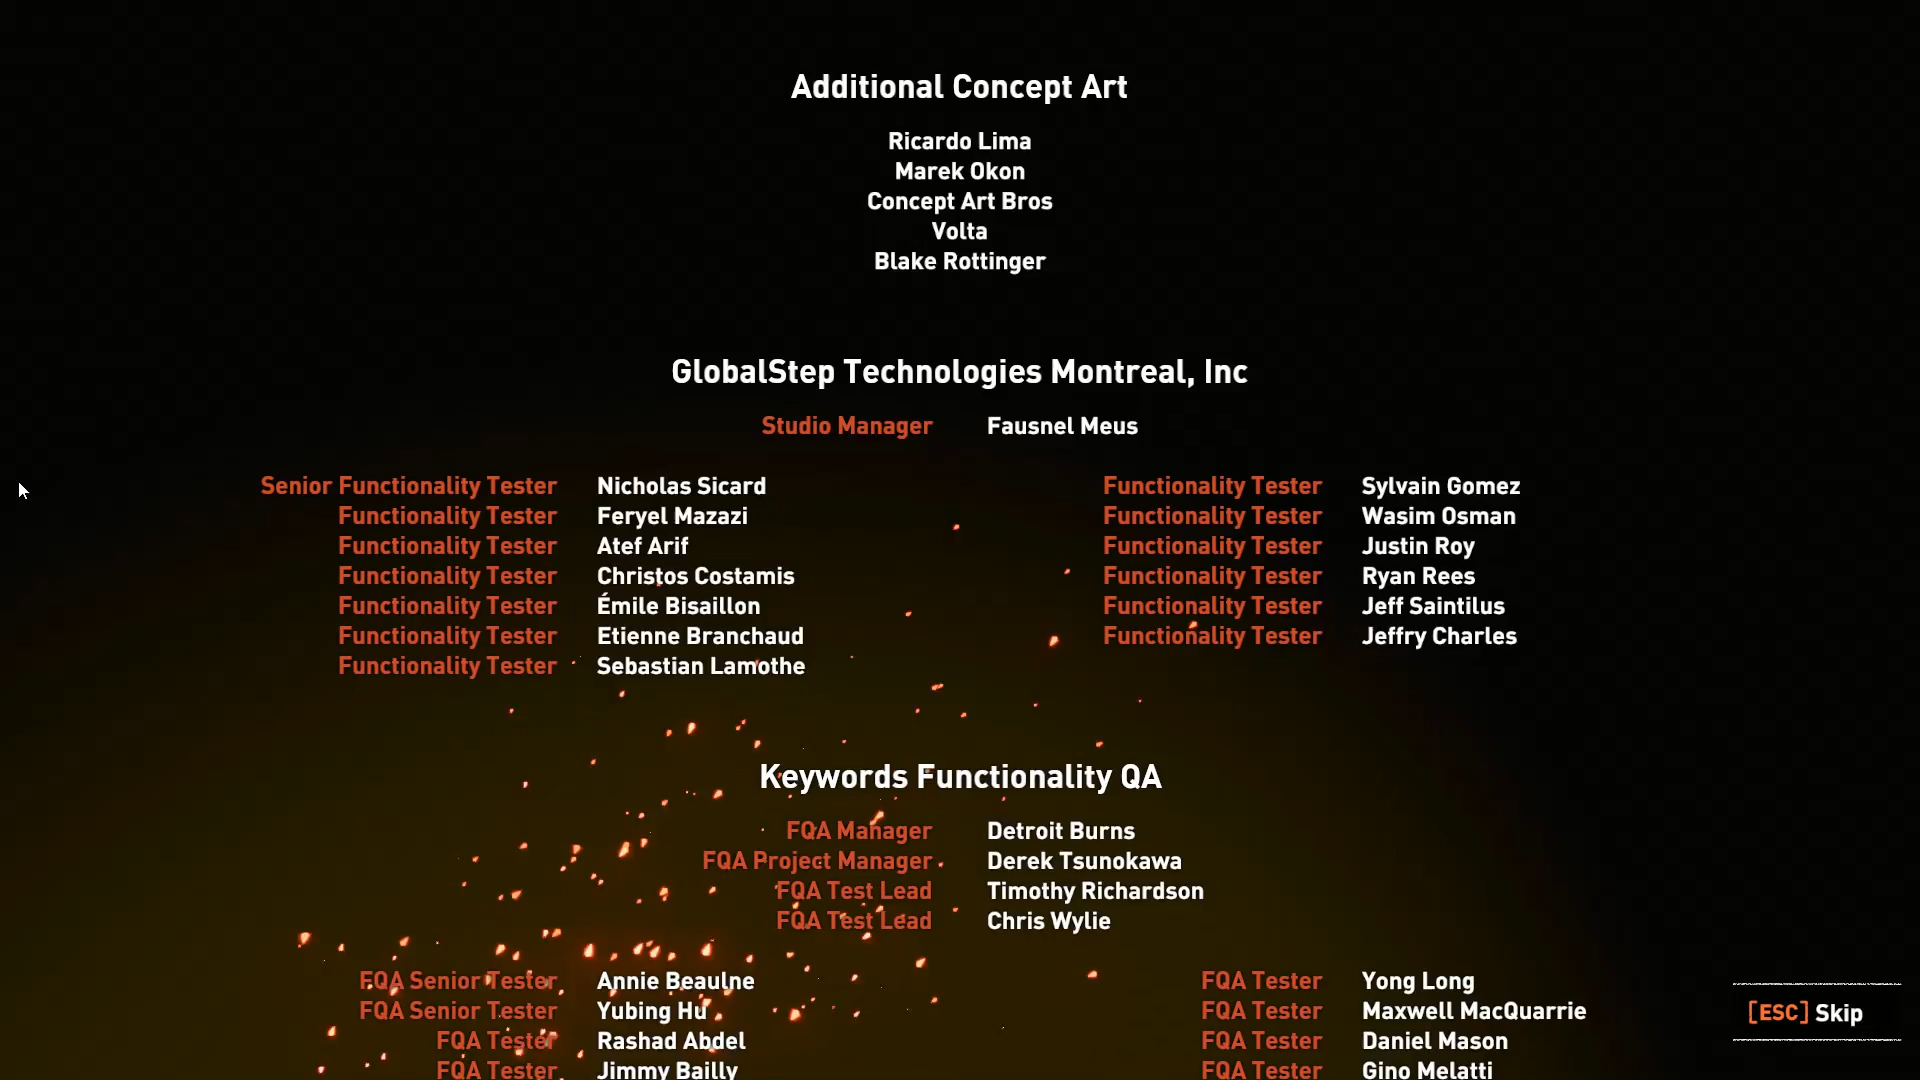 Additional Concept Art
Ricardo Lima
Marek Okon
Concept Art Bros
Volta
Blake Rottinger
GlobalStep Technologies Montreal, Inc
Studio Manager Fausnel Meus
Senior Functionality Tester Nicholas Sicard Functionality Tester Sylvain Gomez
Functionality Tester Feryel Mazazi Functionality Tester Wasim Osman
Functionality Tester Atef Arif Functionality Tester Justin Roy
Functionality Tester Christos Costamis Functionality Tester Ryan Rees
Functionality Tester Émile Bisaillon Functionality Tester Jeff Saintilus
Functionality Tester Etienne Branchaud Functionality Tester Jeffry Charles
Functionality Tester Sebastian Lamothe
Keywords Functionality QA
FQA Manager Detroit Burns
FQA Project Manager Derek Tsunokawa
FQA Test Lead Timothy Richardson
FQA Test Lead Chris Wylie
FQA Senior Tester Annie Beaulne FQA Tester Yong Long
FQA Senior Tester Yubing Hu FQA Tester Maxwell MacQuarrie
FQA Tester Rashad Abdel FQA Tester Daniel Mason
FQA Tester Jimmy Bailly FQA Tester Gino Melatti
[ESC] Skip